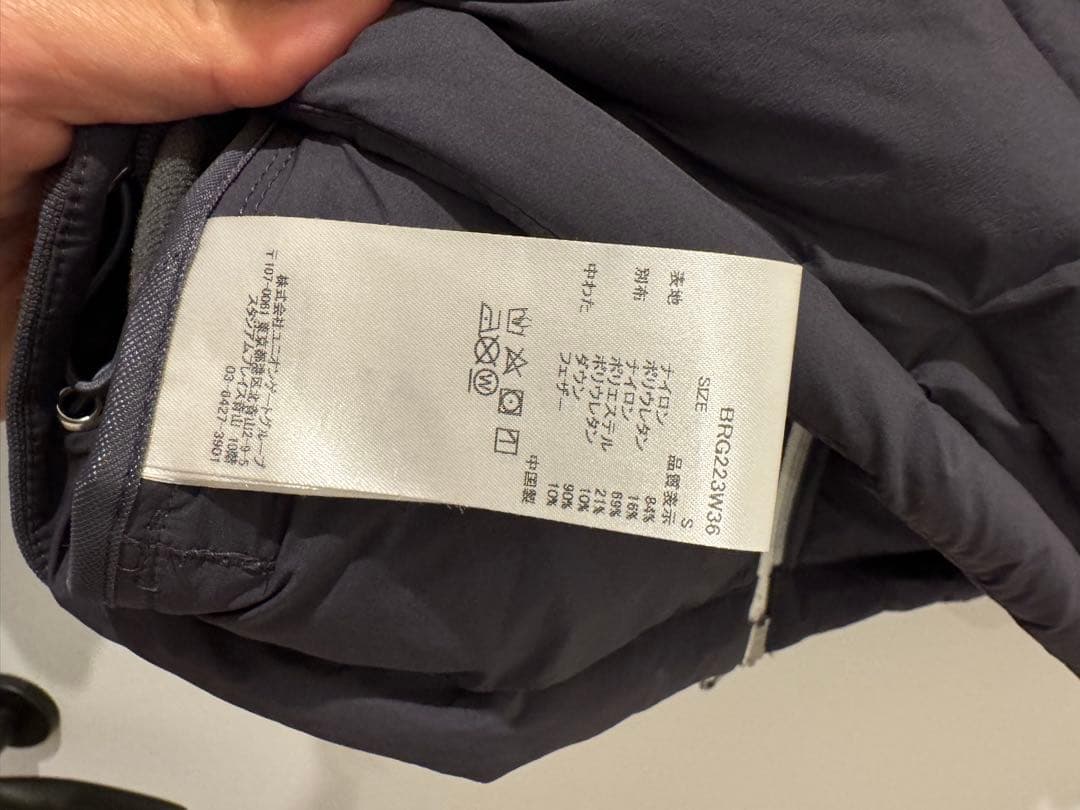 BRG223W36
SIZE S
品質表示
表地 ナイロン 84%
ポリウレタン 16%
別布 ナイロン 69%
ポリエステル 21%
ポリウレタン 10%
中わた ダウン 90%
フェザー 10%
中国製
W
株式会社ユニオンゲートグループ
〒107-0061 東京都港区北青山2-9-5
スタジアムプレイス青山 10階
03-6427-3901